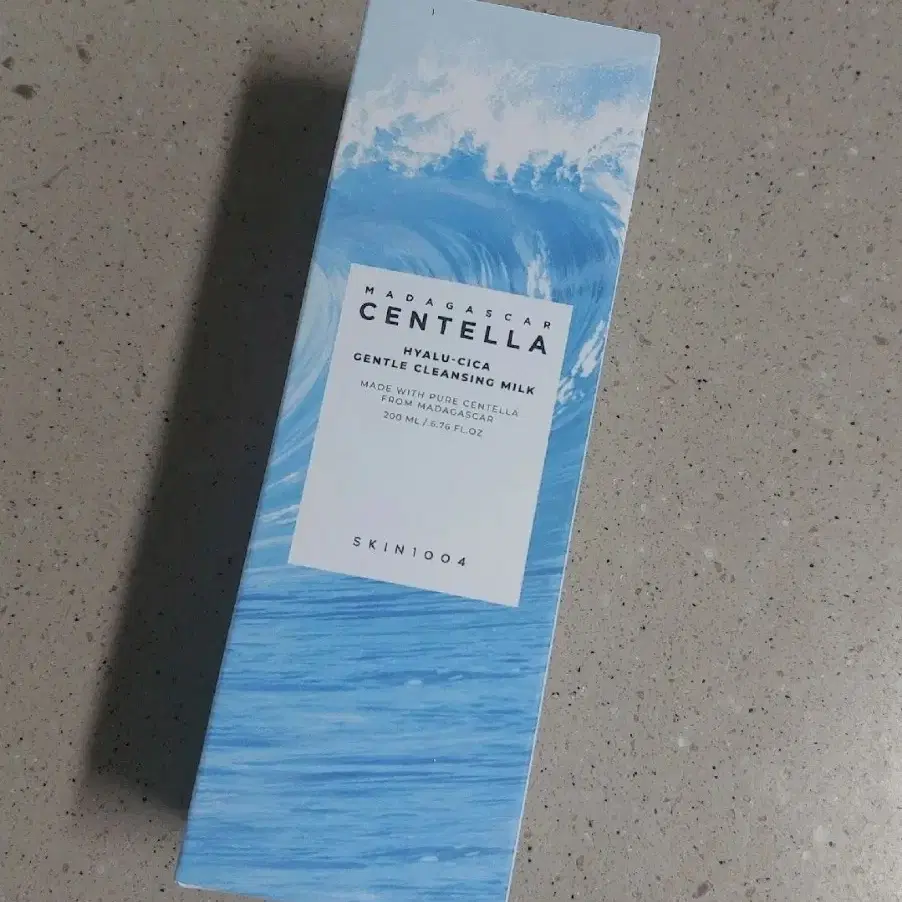 MADAGASCAR
CENTELLA
HYALU-CICA
GENTLE CLEANSING MILK
MADE WITH PURE CENTELLA
FROM MADAGASCAR
200 ML / 6.76 FL.OZ
SKIN1004